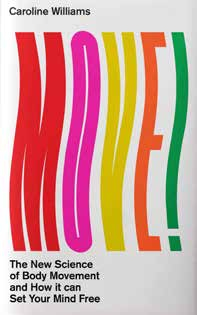 Caroline Williams
MOVE!
The New Science
of Body Movement
and How it can
Set Your Mind Free